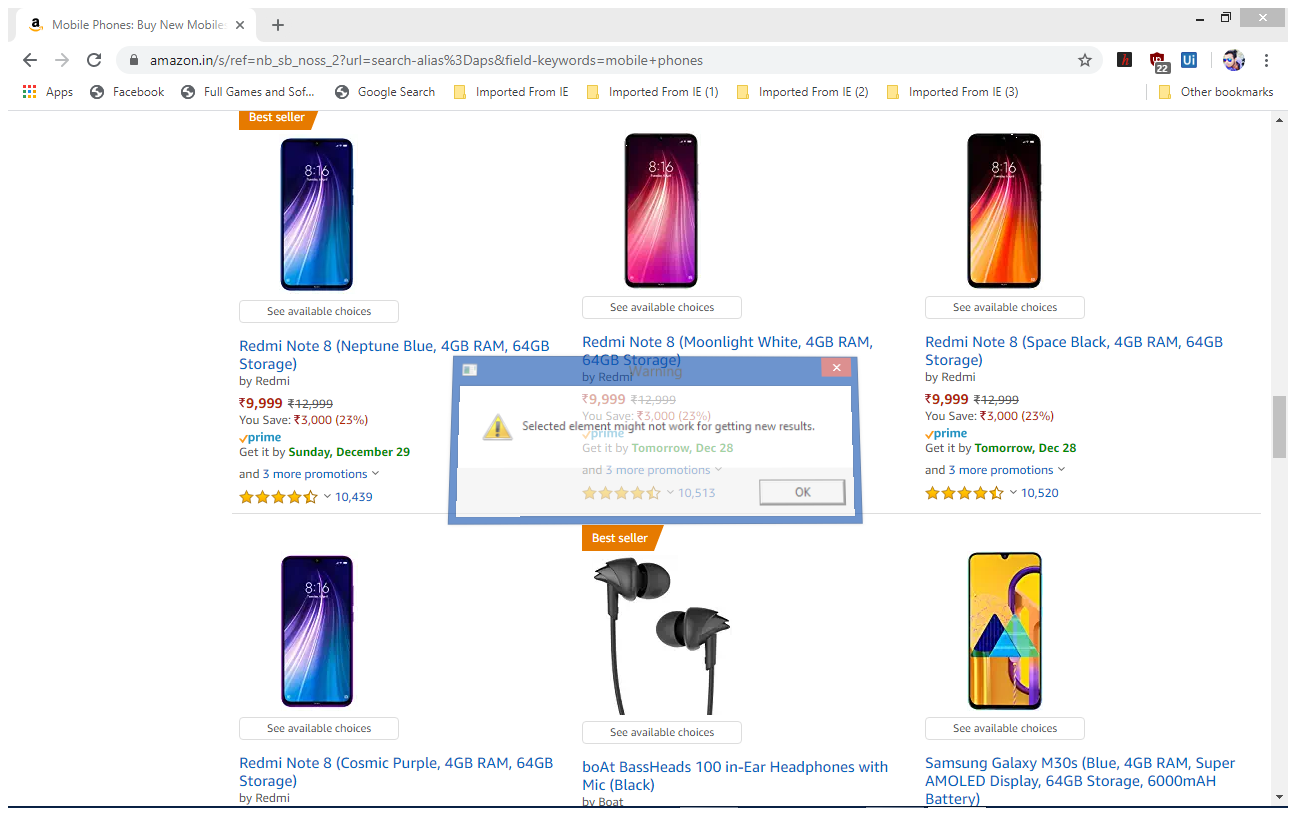 Mobile Phones: Buy New Mobile
amazon.in/s/ref=nb_sb_noss_2?url=search-alias%3Daps&field-keywords=mobile+phones
22
Ui
Apps
Facebook
Full Games and Sof...
Google Search
Imported From IE
Imported From IE (1)
Imported From IE (2)
Imported From IE (3)
Other bookmarks
Best seller
8:16
8:16
8:16
See available choices
See available choices
See available choices
Redmi Note 8 (Neptune Blue, 4GB RAM, 64GB
Storage)
by Redmi
₹9,999 ₹12,999
You Save: ₹3,000 (23%)
prime
Get it by Sunday, December 29
and 3 more promotions
10,439
Redmi Note 8 (Moonlight White, 4GB RAM,
64GB Storage)
by Redmi
₹9,999 ₹12,999
You Save: ₹3,000 (23%)
prime
Get it by Tomorrow, Dec 28
and 3 more promotions
10,513
Redmi Note 8 (Space Black, 4GB RAM, 64GB
Storage)
by Redmi
₹9,999 ₹12,999
You Save: ₹3,000 (23%)
prime
Get it by Tomorrow, Dec 28
and 3 more promotions
10,520
Warning
Selected element might not work for getting new results.
OK
Best seller
8:16
See available choices
See available choices
See available choices
Redmi Note 8 (Cosmic Purple, 4GB RAM, 64GB
Storage)
by Redmi
boAt BassHeads 100 in-Ear Headphones with
Mic (Black)
by Boat
Samsung Galaxy M30s (Blue, 4GB RAM, Super
AMOLED Display, 64GB Storage, 6000mAH
Battery)